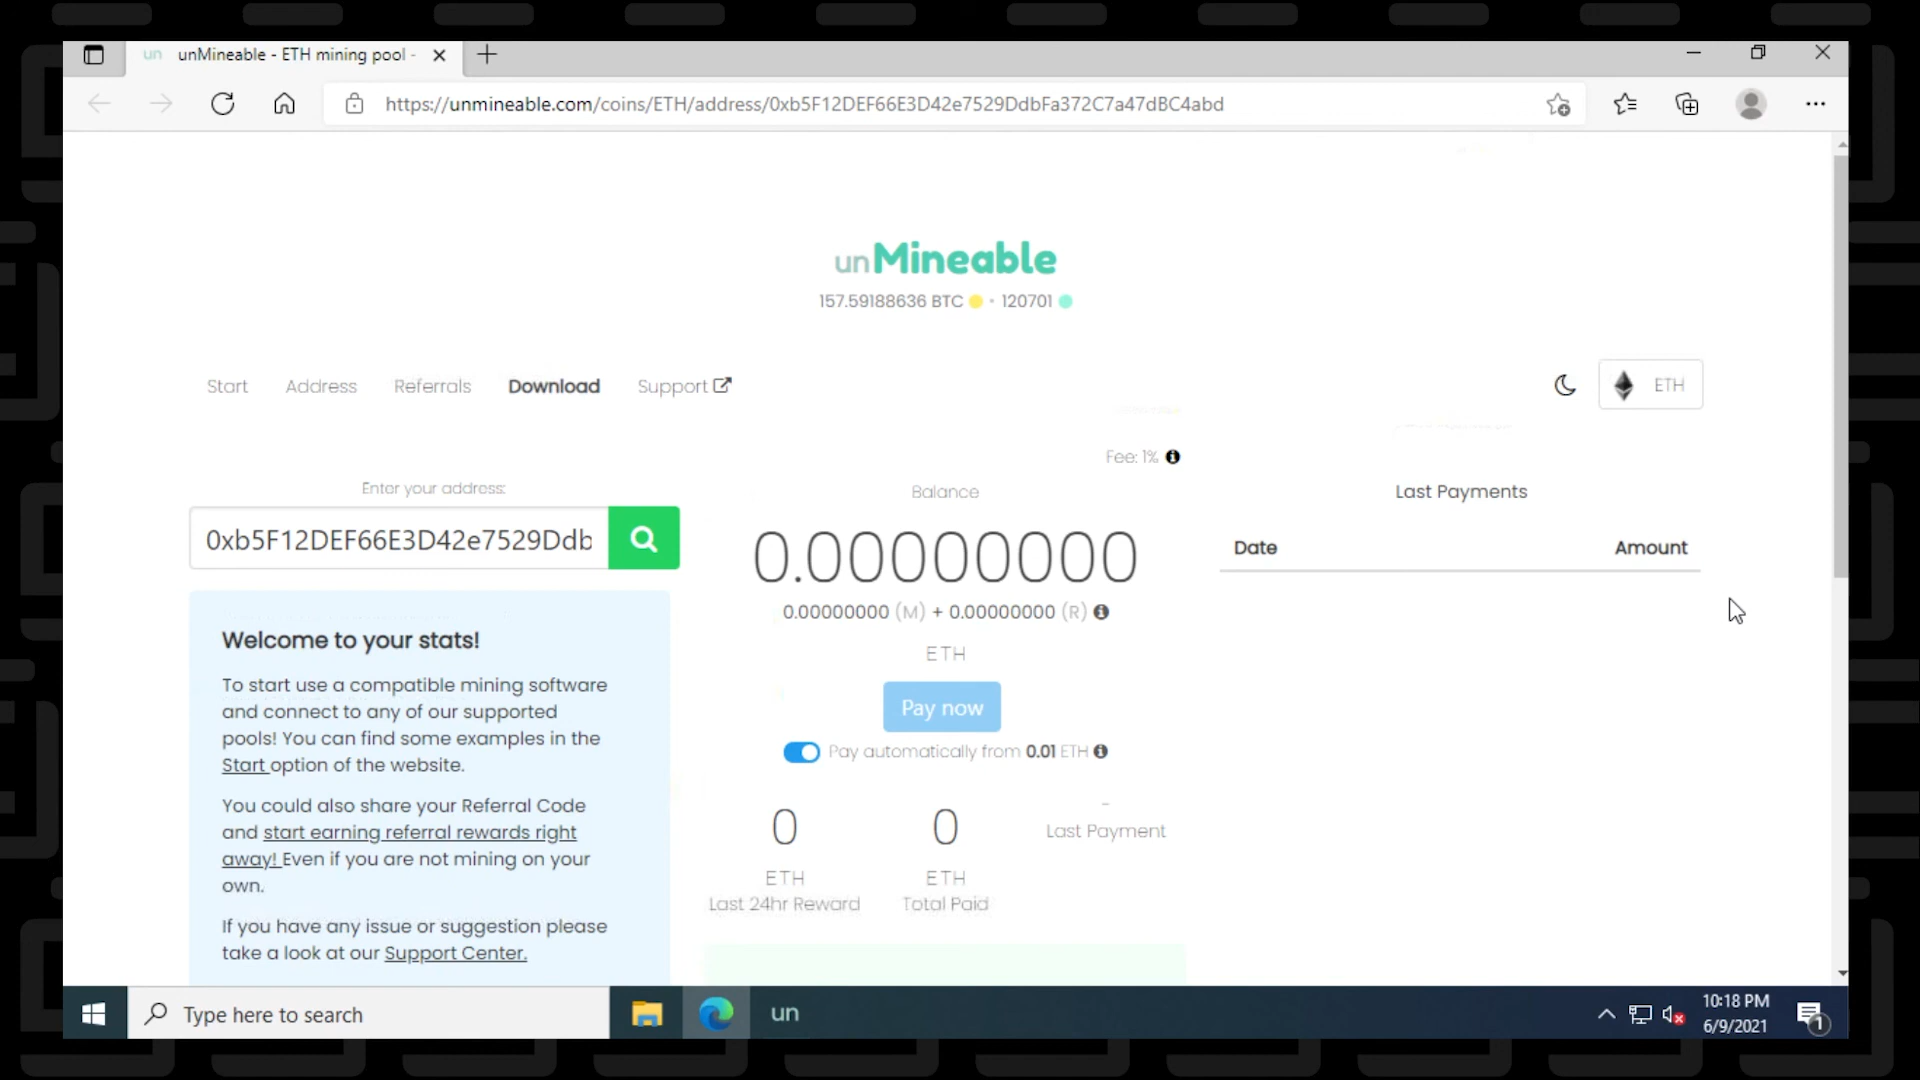 un unMineable - ETH mining pool -
https://unmineable.com/coins/ETH/address/0xb5F12DEF66E3D42e7529DdbFa372C7a47dBC4abd
unMineable
157.59188636 BTC • 120701
Start Address Referrals Download Support
ETH
Fee: 1%
Enter your address:
Balance
Last Payments
0xb5F12DEF66E3D42e7529Ddb
0.00000000
Date Amount
0.00000000 (M) + 0.00000000 (R)
ETH
Pay now
Pay automatically from 0.01 ETH
0
ETH
Last 24hr Reward
0
ETH
Total Paid
-
Last Payment
Welcome to your stats!
To start use a compatible mining software
and connect to any of our supported
pools! You can find some examples in the
Start option of the website.
You could also share your Referral Code
and start earning referral rewards right
away! Even if you are not mining on your
own.
If you have any issue or suggestion please
take a look at our Support Center.
Type here to search
un
10:18 PM
6/9/2021
1